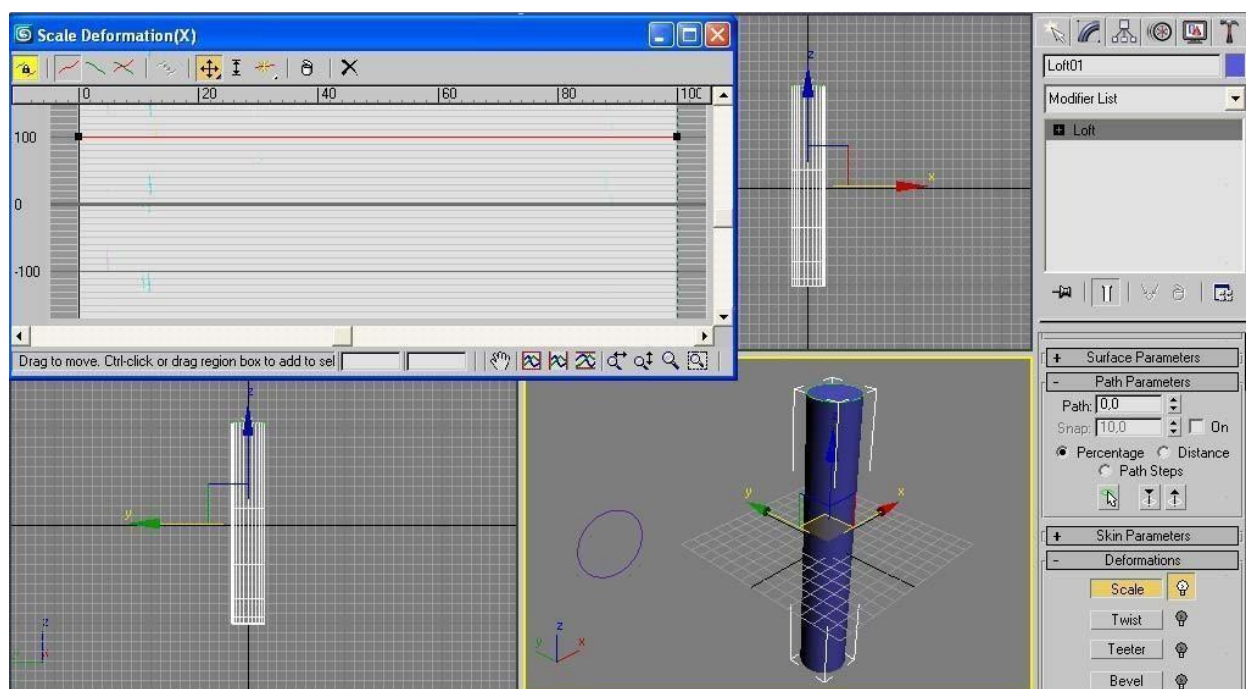 Scale Deformation(X)
0 20 40 60 80 100
100
0
-100
Drag to move. Ctrl-click or drag region box to add to sel
z
x
z
y
z
x
y
x
z
y
x
Loft01
Modifier List
+ Loft
+ Surface Parameters
- Path Parameters
Path: 0,0
Snap: 10,0 On
Percentage Distance
Path Steps
+ Skin Parameters
- Deformations
Scale
Twist
Teeter
Bevel